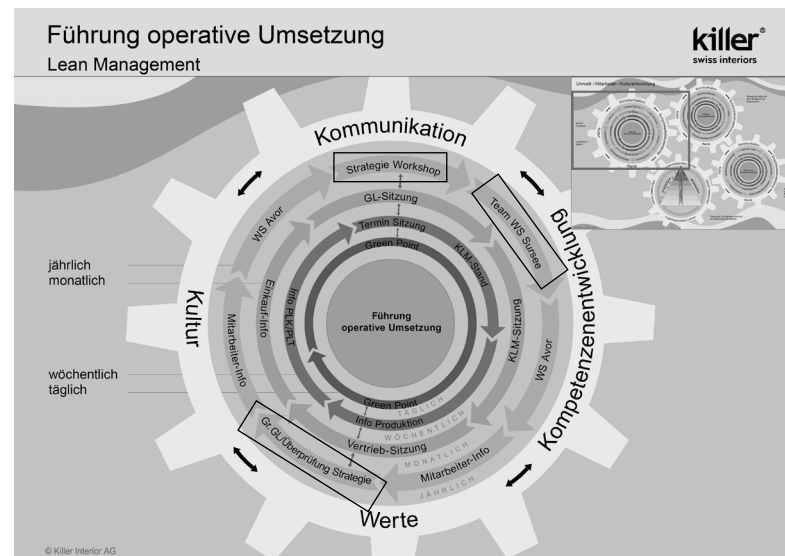 Führung operative Umsetzung
Lean Management
killer®
swiss interiors
Umwelt / Mitarbeiter / Kulturentwicklung
Kommunikation
Strategie Workshop
GL-Sitzung
Termin Sitzung
Green Point
WS Avor
Team WS Sursee
KLM-Stand
KLM-Sitzung
WS Avor
Kompetenzenentwicklung
jährlich
monatlich
Kultur
Einkauf-Info
Info PLK/PLT
Mitarbeiter-Info
Führung
operative Umsetzung
wöchentlich
täglich
Green Point
TÄGLICH
Info Produktion
WÖCHENTLICH
Vertrieb-Sitzung
MONATLICH
Gr. GL/Überprüfung Strategie
Mitarbeiter-Info
JÄHRLICH
Werte
© Killer Interior AG